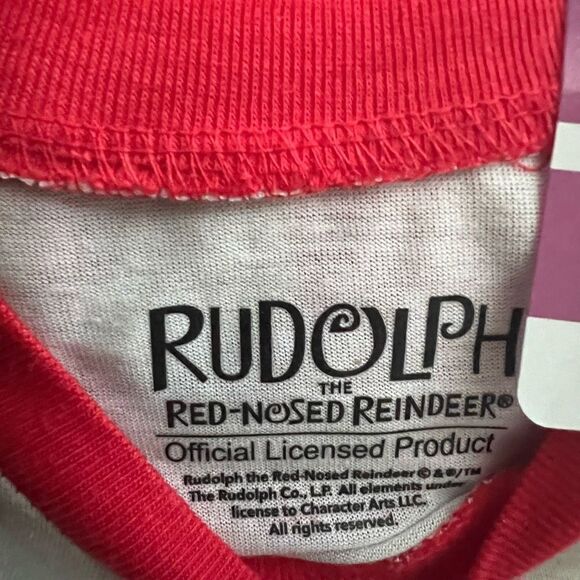 RUDOLPH
THE
RED-NOSED REINDEER®
Official Licensed Product
Rudolph the Red-Nosed Reindeer © & ®/TM
The Rudolph Co., L.P. All elements under
license to Character Arts LLC.
All rights reserved.